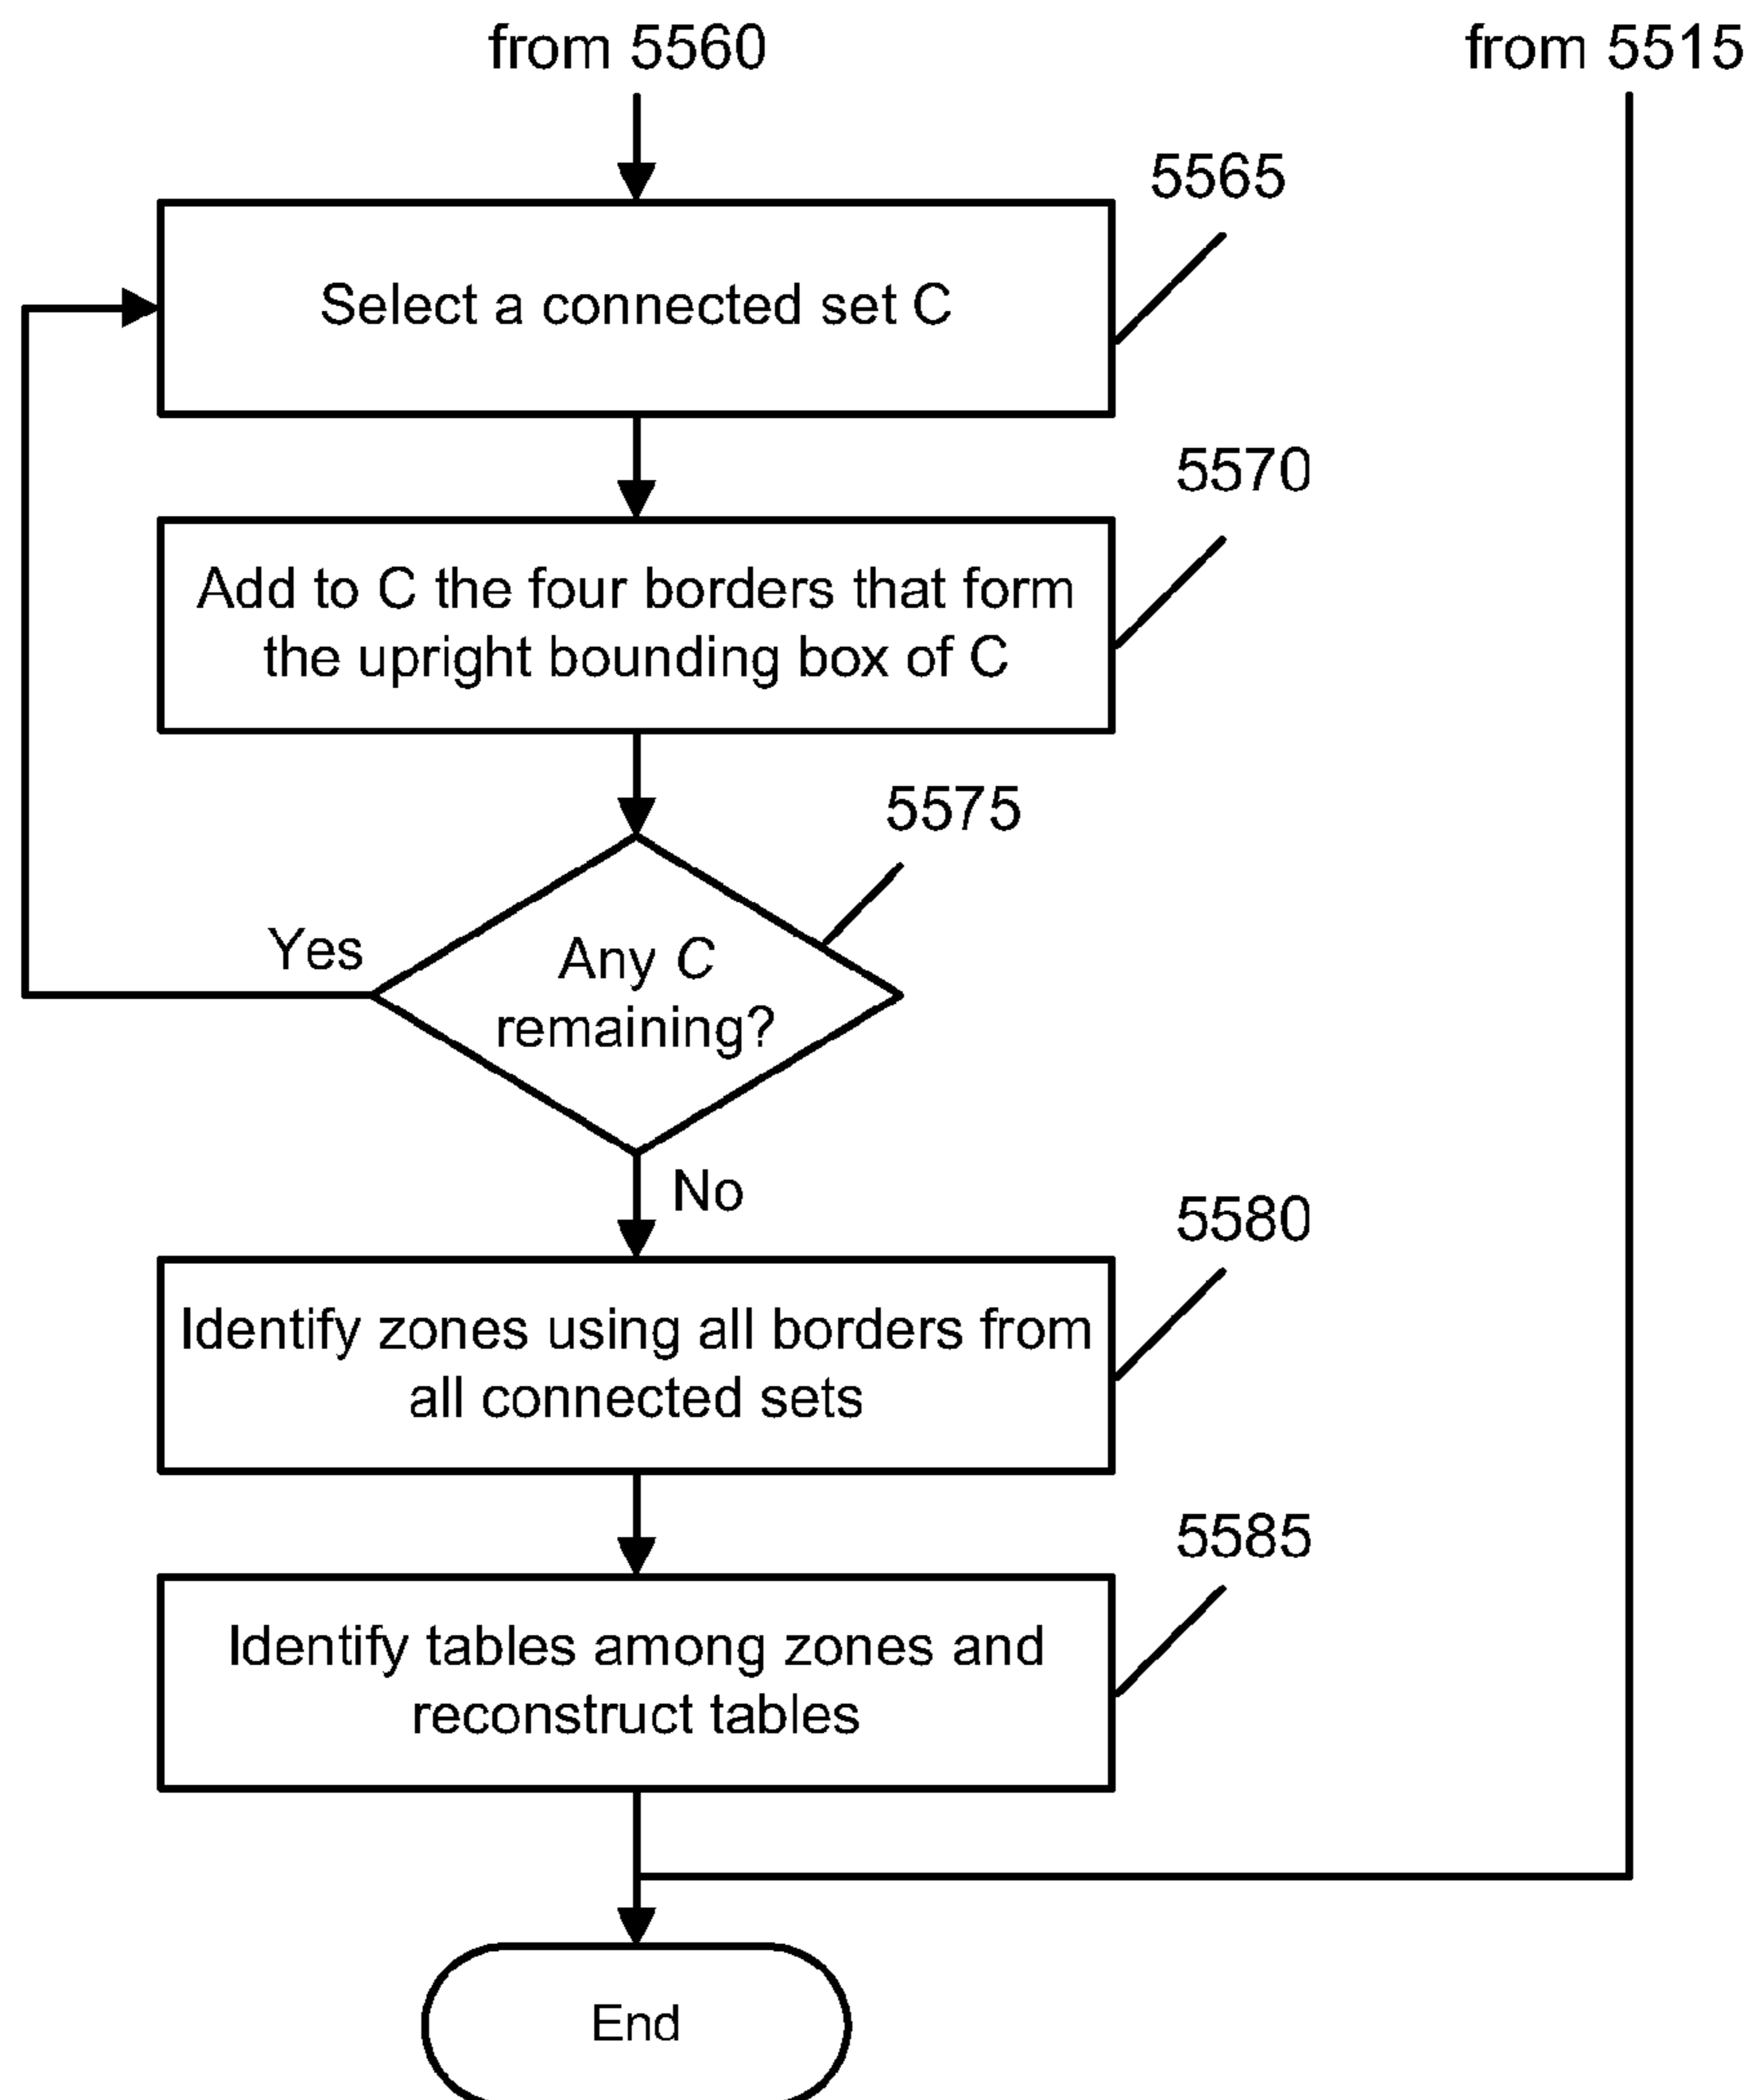 from 5560
from 5515
5565
Select a connected set C
5570
Add to C the four borders that form
the upright bounding box of C
5575
Yes
Any C
remaining?
No
5580
Identify zones using all borders from
all connected sets
5585
Identify tables among zones and
reconstruct tables
End